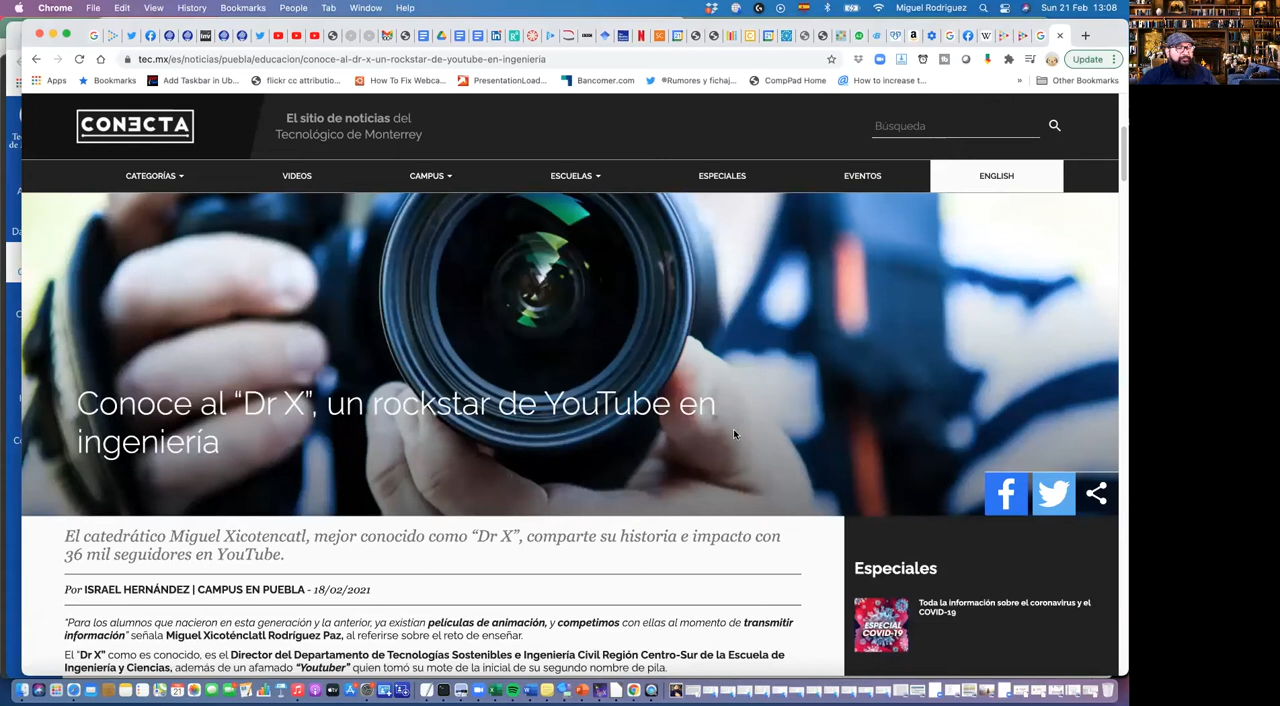 Chrome File Edit View History Bookmarks People Tab Window Help Miguel Rodriguez Sun 21 Feb 13:08
tec.mx/es/noticias/puebla/educacion/conoce-al-dr-x-un-rockstar-de-youtube-en-ingenieria Update
Apps Bookmarks Add Taskbar in Ub... flickr cc attributio... How To Fix Webca... PresentationLoad... Bancomer.com @Rumores y fichaj... CompPad Home How to increase t... » Other Bookmarks
CONECTA
El sitio de noticias del
Tecnológico de Monterrey
Búsqueda
CATEGORÍAS VIDEOS CAMPUS ESCUELAS ESPECIALES EVENTOS ENGLISH
Conoce al “Dr X”, un rockstar de YouTube en
ingeniería
El catedrático Miguel Xicotencatl, mejor conocido como “Dr X”, comparte su historia e impacto con
36 mil seguidores en YouTube.
Por ISRAEL HERNÁNDEZ | CAMPUS EN PUEBLA - 18/02/2021
“Para los alumnos que nacieron en esta generación y la anterior, ya existian películas de animación, y competimos con ellas al momento de transmitir
información” señala Miguel Xicoténclatl Rodríguez Paz, al referirse sobre el reto de enseñar.
El “Dr X” como es conocido, es el Director del Departamento de Tecnologías Sostenibles e Ingeniería Civil Región Centro-Sur de la Escuela de
Ingeniería y Ciencias, además de un afamado “Youtuber” quien tomó su mote de la inicial de su segundo nombre de pila.
Especiales
ESPECIAL
COVID-19
Toda la información sobre el coronavirus y el
COVID-19